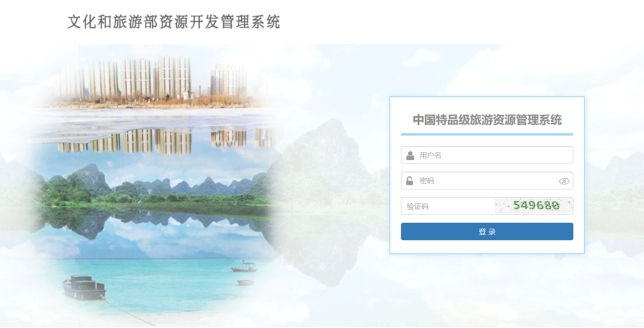 文化和旅游部资源开发管理系统
中国特品级旅游资源管理系统
用户名
密码
验证码 549680
登 录